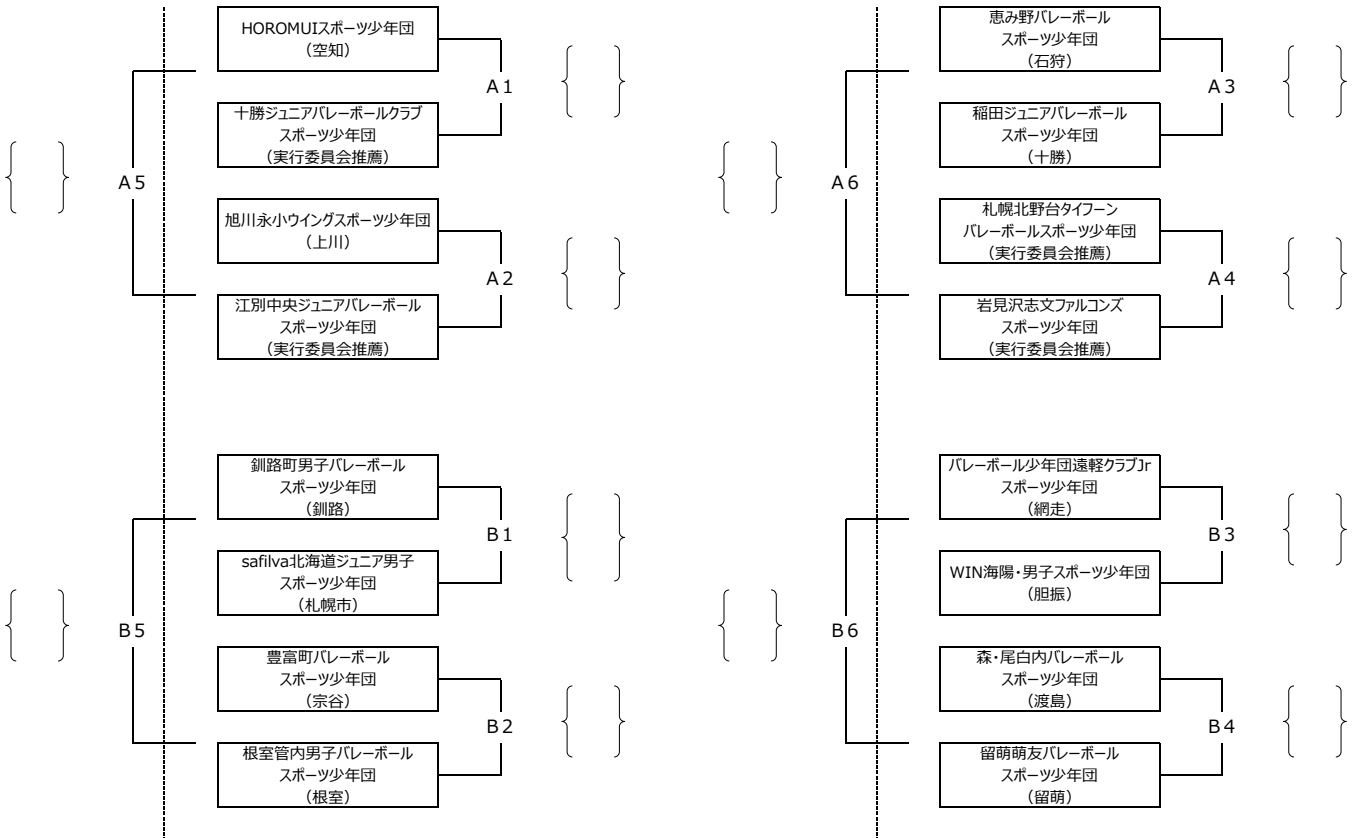 HOROMUIスポーツ少年団
（空知）
A1
十勝ジュニアバレーボールクラブ
スポーツ少年団
（実行委員会推薦）
A5
旭川永小ウイングスポーツ少年団
（上川）
A2
江別中央ジュニアバレーボール
スポーツ少年団
（実行委員会推薦）
恵み野バレーボール
スポーツ少年団
（石狩）
A3
稲田ジュニアバレーボール
スポーツ少年団
（十勝）
A6
札幌北野台タイフーン
バレーボールスポーツ少年団
（実行委員会推薦）
A4
岩見沢志文ファルコンズ
スポーツ少年団
（実行委員会推薦）
釧路町男子バレーボール
スポーツ少年団
（釧路）
B1
safilva北海道ジュニア男子
スポーツ少年団
（札幌市）
B5
豊富町バレーボール
スポーツ少年団
（宗谷）
B2
根室管内男子バレーボール
スポーツ少年団
（根室）
バレーボール少年団遠軽クラブJr
スポーツ少年団
（網走）
B3
WIN海陽・男子スポーツ少年団
（胆振）
B6
森・尾白内バレーボール
スポーツ少年団
（渡島）
B4
留萌萌友バレーボール
スポーツ少年団
（留萌）